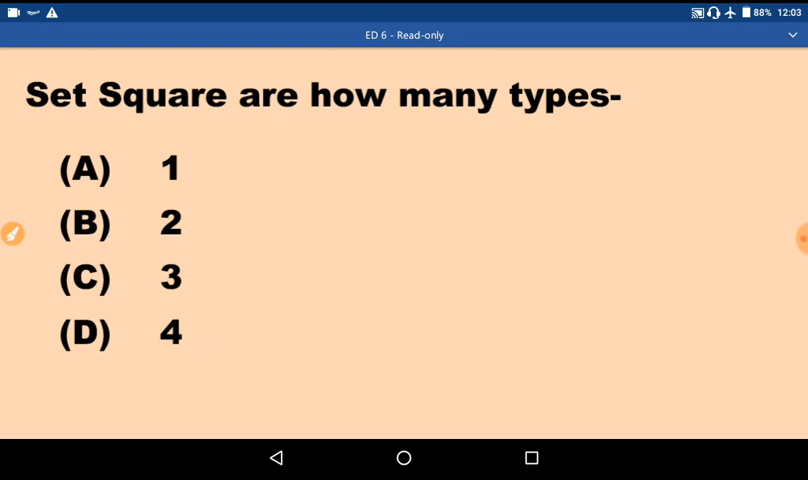 88% 12:03
ED 6 - Read-only
Set Square are how many types-
(A) 1
(B) 2
(C) 3
(D) 4